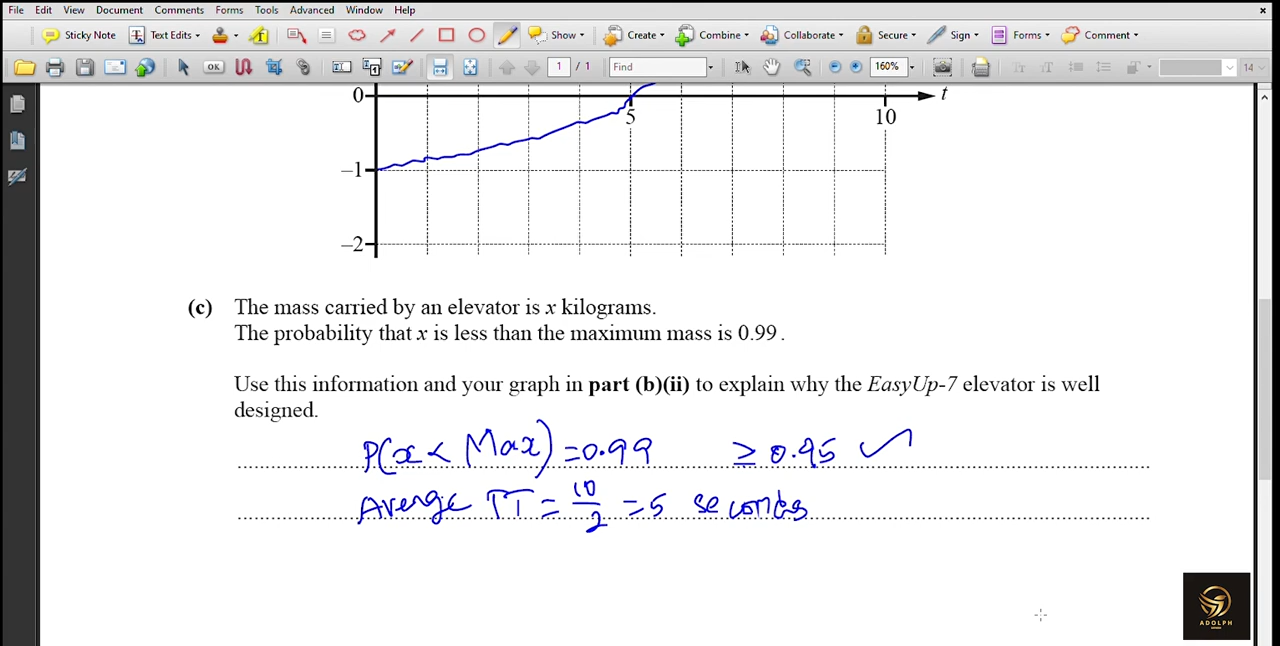 File Edit View Document Comments Forms Tools Advanced Window Help
Sticky Note Text Edits Show Create Combine Collaborate Secure Sign Forms Comment
OK 1 / 1 Find 160% 14
0 5 10 t
−1
−2
(c) The mass carried by an elevator is x kilograms.
The probability that x is less than the maximum mass is 0.99.
Use this information and your graph in part (b)(ii) to explain why the EasyUp-7 elevator is well
designed.
P(x < Max) = 0.99 ≥ 0.95 ✓
Average TT = 10/2 = 5 seconds
ADOLPH